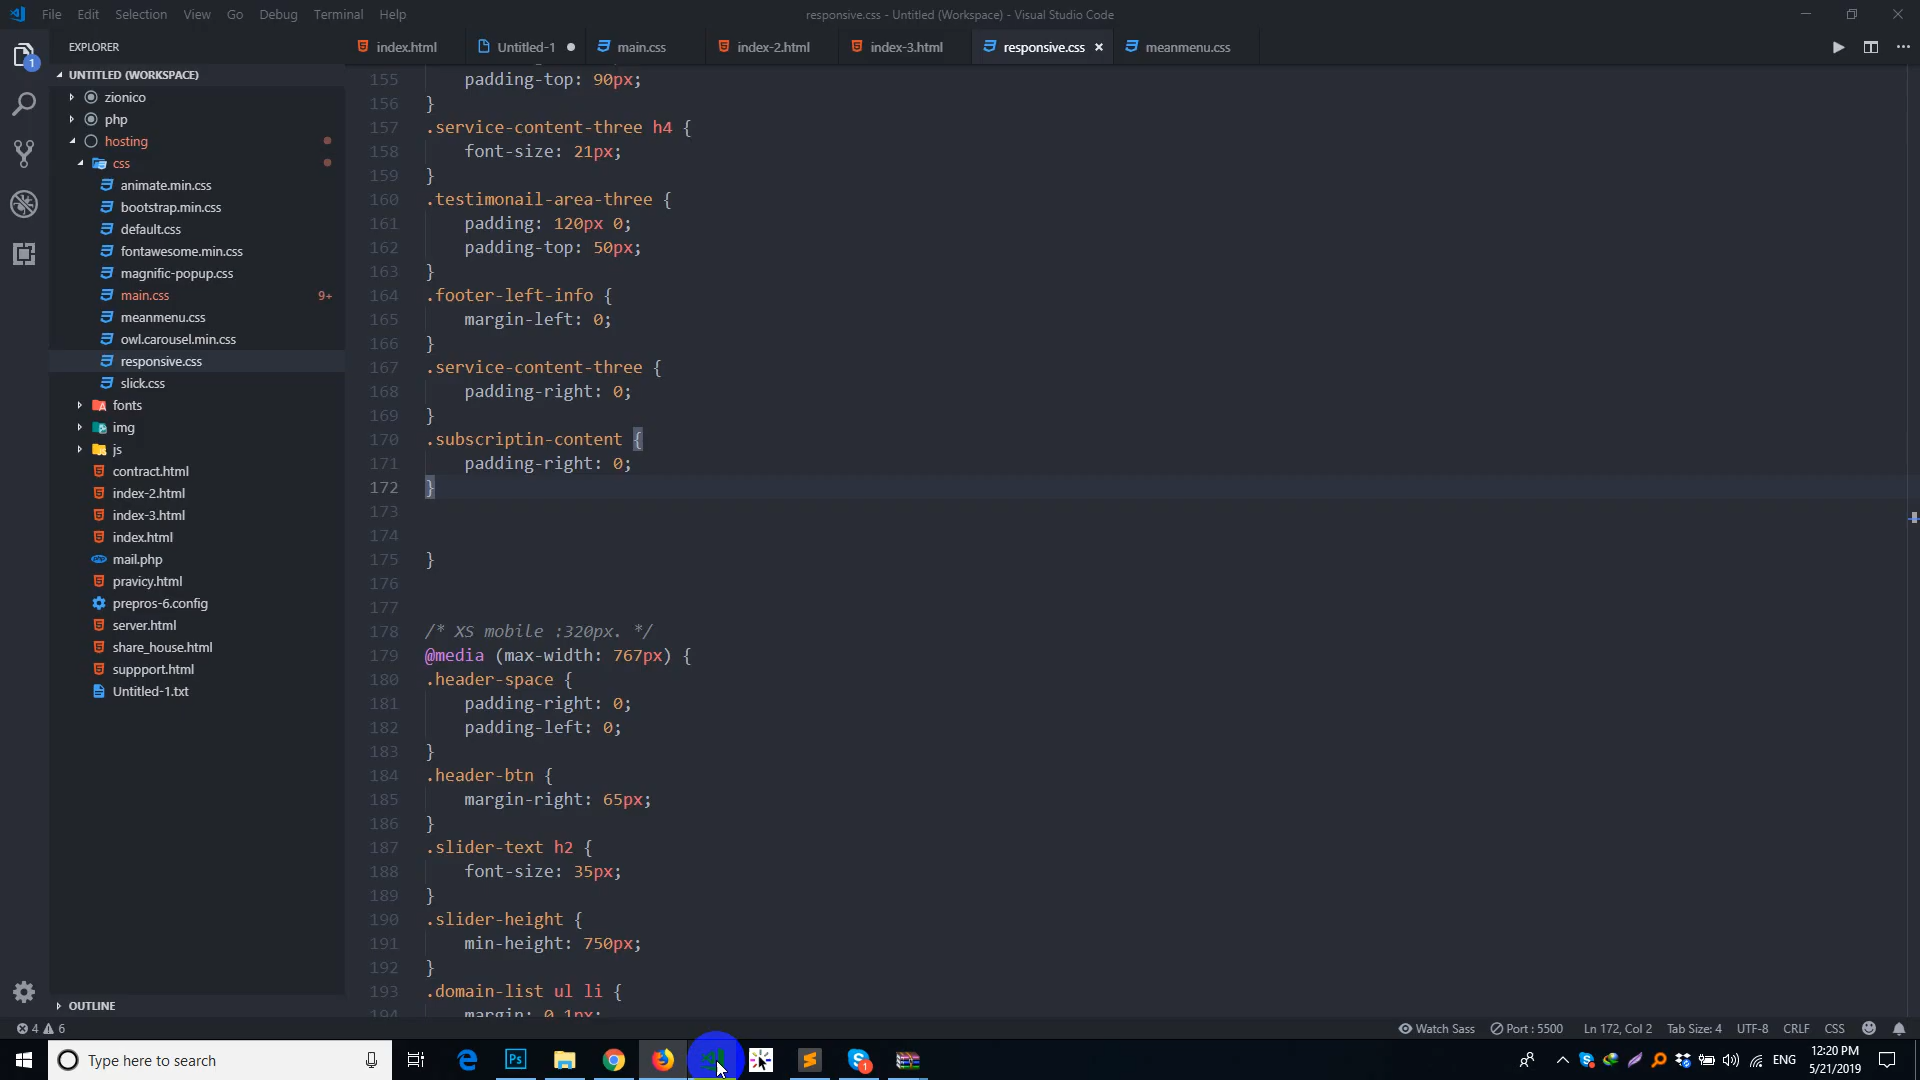 File Edit Selection View Go Debug Terminal Help
responsive.css - Untitled (Workspace) - Visual Studio Code
EXPLORER
index.html
Untitled-1
main.css
index-2.html
index-3.html
responsive.css
meanmenu.css
UNTITLED (WORKSPACE)
zionico
php
hosting
css
animate.min.css
bootstrap.min.css
default.css
fontawesome.min.css
magnific-popup.css
main.css 9+
meanmenu.css
owl.carousel.min.css
responsive.css
slick.css
fonts
img
js
contract.html
index-2.html
index-3.html
index.html
mail.php
pravicy.html
prepros-6.config
server.html
share_house.html
suppport.html
Untitled-1.txt
OUTLINE
1
155 padding-top: 90px;
156 }
157 .service-content-three h4 {
158 font-size: 21px;
159 }
160 .testimonail-area-three {
161 padding: 120px 0;
162 padding-top: 50px;
163 }
164 .footer-left-info {
165 margin-left: 0;
166 }
167 .service-content-three {
168 padding-right: 0;
169 }
170 .subscriptin-content {
171 padding-right: 0;
172 }
173
174
175 }
176
177
178 /* XS mobile :320px. */
179 @media (max-width: 767px) {
180 .header-space {
181 padding-right: 0;
182 padding-left: 0;
183 }
184 .header-btn {
185 margin-right: 65px;
186 }
187 .slider-text h2 {
188 font-size: 35px;
189 }
190 .slider-height {
191 min-height: 750px;
192 }
193 .domain-list ul li {
194 margin: 0 1px;
4 6
Watch Sass Port : 5500 Ln 172, Col 2 Tab Size: 4 UTF-8 CRLF CSS
Type here to search
Ps
1
ENG
12:20 PM
5/21/2019